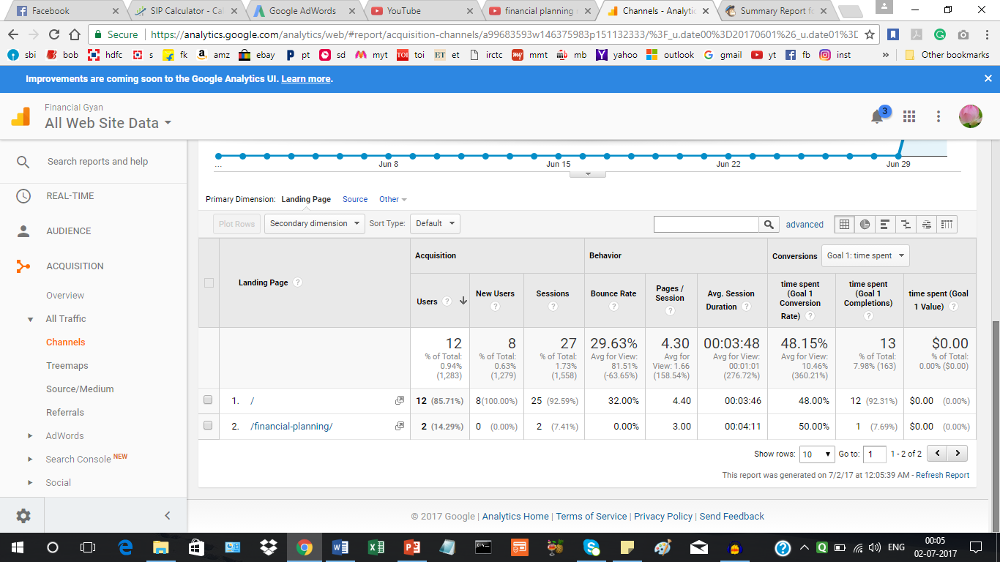 Facebook
SIP Calculator - Cal
Google AdWords
YouTube
financial planning
Channels - Analytic
Summary Report fo
Secure
https://analytics.google.com/analytics/web/#report/acquisition-channels/a99683593w146375983p151132333/%3F_u.date00%3D20170601%26_u.date01%3D
sbi bob hdfc s fk amz ebay pt sd myt toi et irctc mmt mb yahoo outlook gmail yt fb inst » Other bookmarks
Improvements are coming soon to the Google Analytics UI. Learn more.
Financial Gyan
All Web Site Data
3
Search reports and help
REAL-TIME
AUDIENCE
ACQUISITION
Overview
All Traffic
Channels
Treemaps
Source/Medium
Referrals
AdWords
Search Console NEW
Social
... Jun 8 Jun 15 Jun 22 Jun 29
Primary Dimension: Landing Page Source Other
Plot Rows Secondary dimension Sort Type: Default advanced
Landing Page ?
Acquisition
Behavior
Conversions Goal 1: time spent
Users ?
New Users ?
Sessions ?
Bounce Rate ?
Pages / Session ?
Avg. Session Duration ?
time spent (Goal 1 Conversion Rate) ?
time spent (Goal 1 Completions) ?
time spent (Goal 1 Value) ?
12 % of Total: 0.94% (1,283)
8 % of Total: 0.63% (1,279)
27 % of Total: 1.73% (1,558)
29.63% Avg for View: 81.51% (-63.65%)
4.30 Avg for View: 1.66 (158.54%)
00:03:48 Avg for View: 00:01:01 (276.72%)
48.15% Avg for View: 10.46% (360.21%)
13 % of Total: 7.98% (163)
$0.00 % of Total: 0.00% ($0.00)
1. / 12 (85.71%) 8(100.00%) 25 (92.59%) 32.00% 4.40 00:03:46 48.00% 12 (92.31%) $0.00 (0.00%)
2. /financial-planning/ 2 (14.29%) 0 (0.00%) 2 (7.41%) 0.00% 3.00 00:04:11 50.00% 1 (7.69%) $0.00 (0.00%)
Show rows: 10 Go to: 1 1 - 2 of 2
This report was generated on 7/2/17 at 12:05:39 AM - Refresh Report
© 2017 Google | Analytics Home | Terms of Service | Privacy Policy | Send Feedback
ENG
00:05
02-07-2017